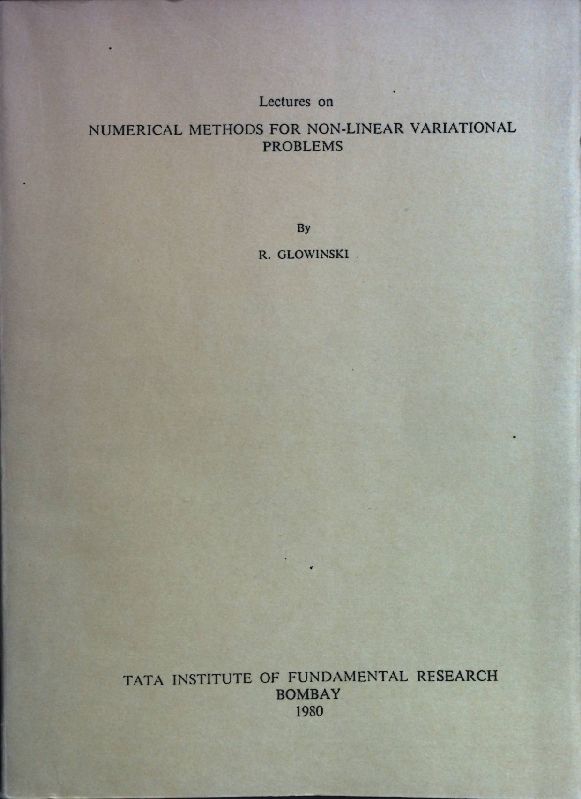 Lectures on
NUMERICAL METHODS FOR NON-LINEAR VARIATIONAL
PROBLEMS
By
R. GLOWINSKI
TATA INSTITUTE OF FUNDAMENTAL RESEARCH
BOMBAY
1980